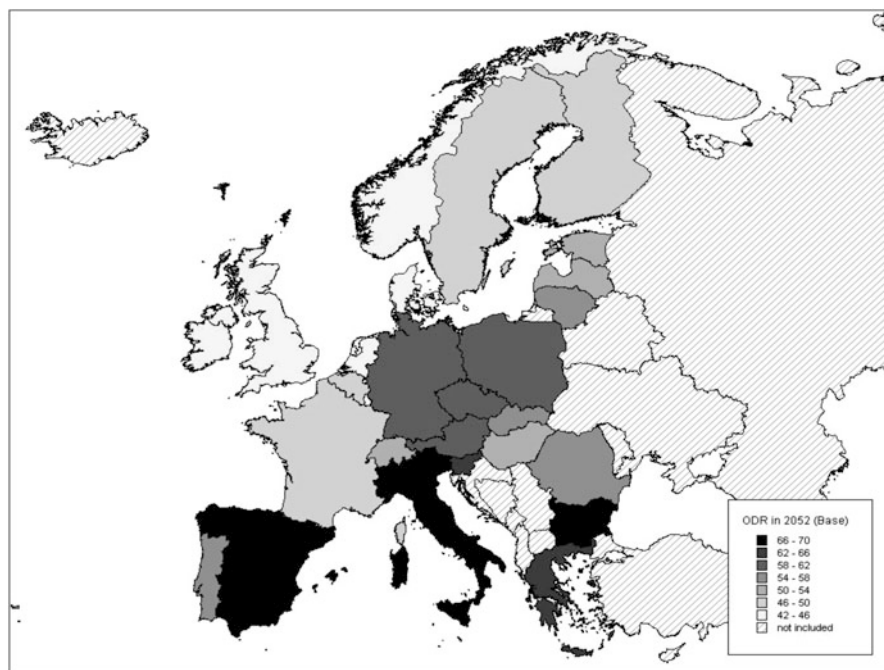 ODR in 2052 (Base)
66 - 70
62 - 66
58 - 62
54 - 58
50 - 54
46 - 50
42 - 46
not included